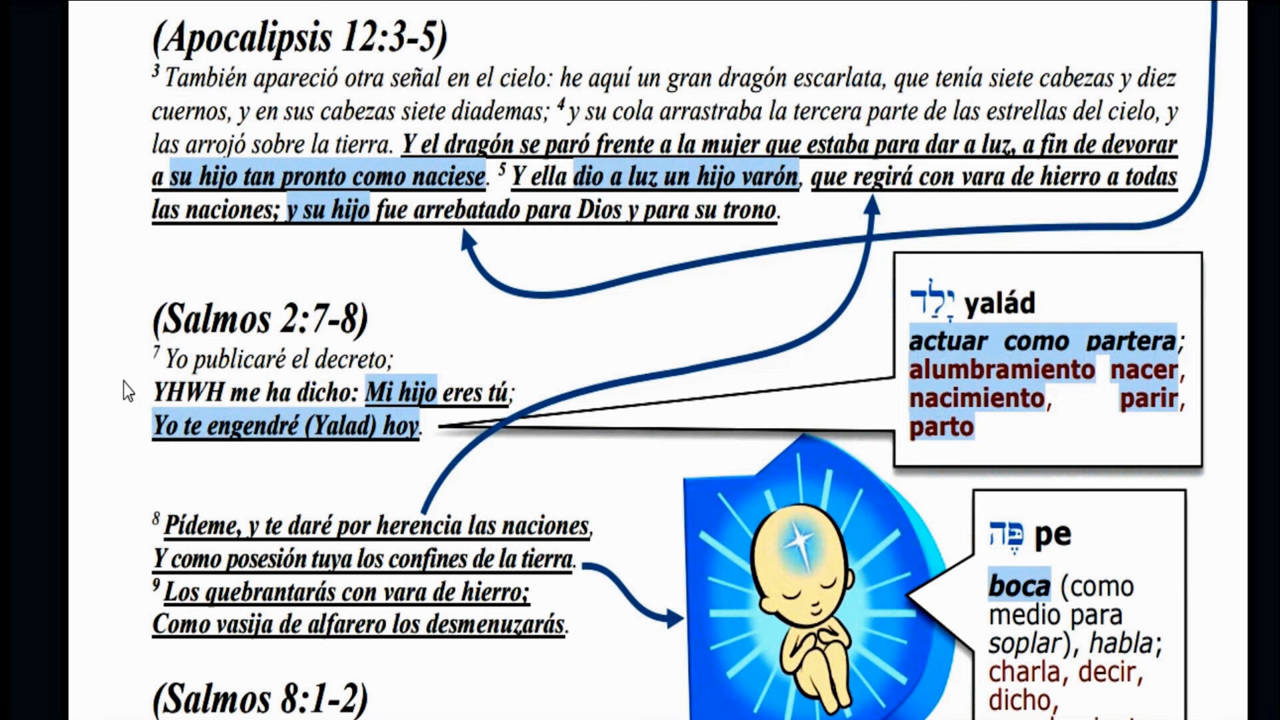 (Apocalipsis 12:3-5)
3 También apareció otra señal en el cielo: he aquí un gran dragón escarlata, que tenía siete cabezas y diez
cuernos, y en sus cabezas siete diademas; 4 y su cola arrastraba la tercera parte de las estrellas del cielo, y
las arrojó sobre la tierra. Y el dragón se paró frente a la mujer que estaba para dar a luz, a fin de devorar
a su hijo tan pronto como naciese. 5 Y ella dio a luz un hijo varón, que regirá con vara de hierro a todas
las naciones; y su hijo fue arrebatado para Dios y para su trono.
(Salmos 2:7-8)
7 Yo publicaré el decreto;
YHWH me ha dicho: Mi hijo eres tú;
Yo te engendré (Yalad) hoy.
8 Pídeme, y te daré por herencia las naciones,
Y como posesión tuya los confines de la tierra.
9 Los quebrantarás con vara de hierro;
Como vasija de alfarero los desmenuzarás.
(Salmos 8:1-2)
יָלַד yalád
actuar como partera;
alumbramiento nacer,
nacimiento, parir,
parto
פֶּה pe
boca (como
medio para
soplar), habla;
charla, decir,
dicho,